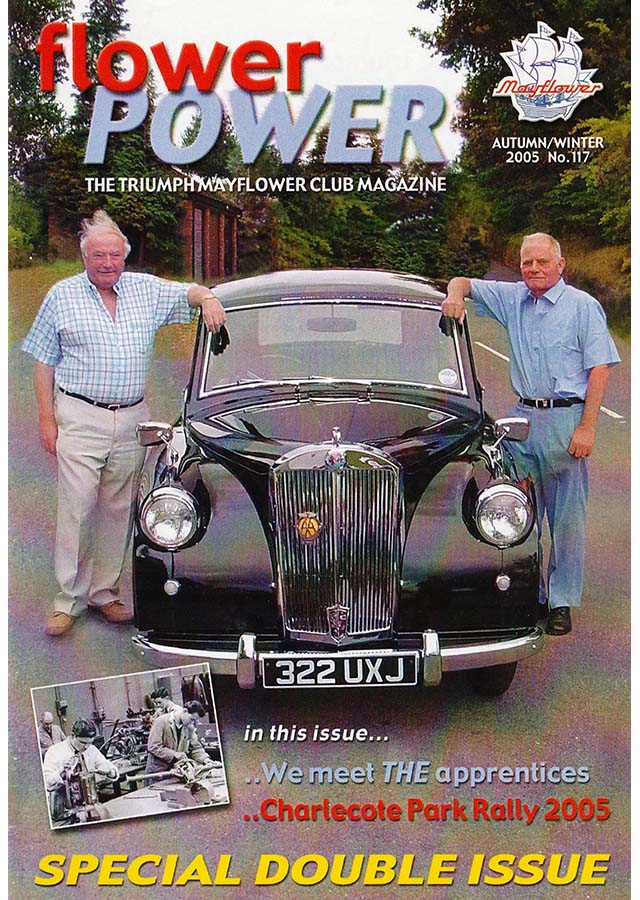 flower
POWER
THE TRIUMPH MAYFLOWER CLUB MAGAZINE
Mayflower
AUTUMN/WINTER
2005 No.117
AA
322 UXJ
in this issue...
..We meet THE apprentices
..Charlecote Park Rally 2005
SPECIAL DOUBLE ISSUE